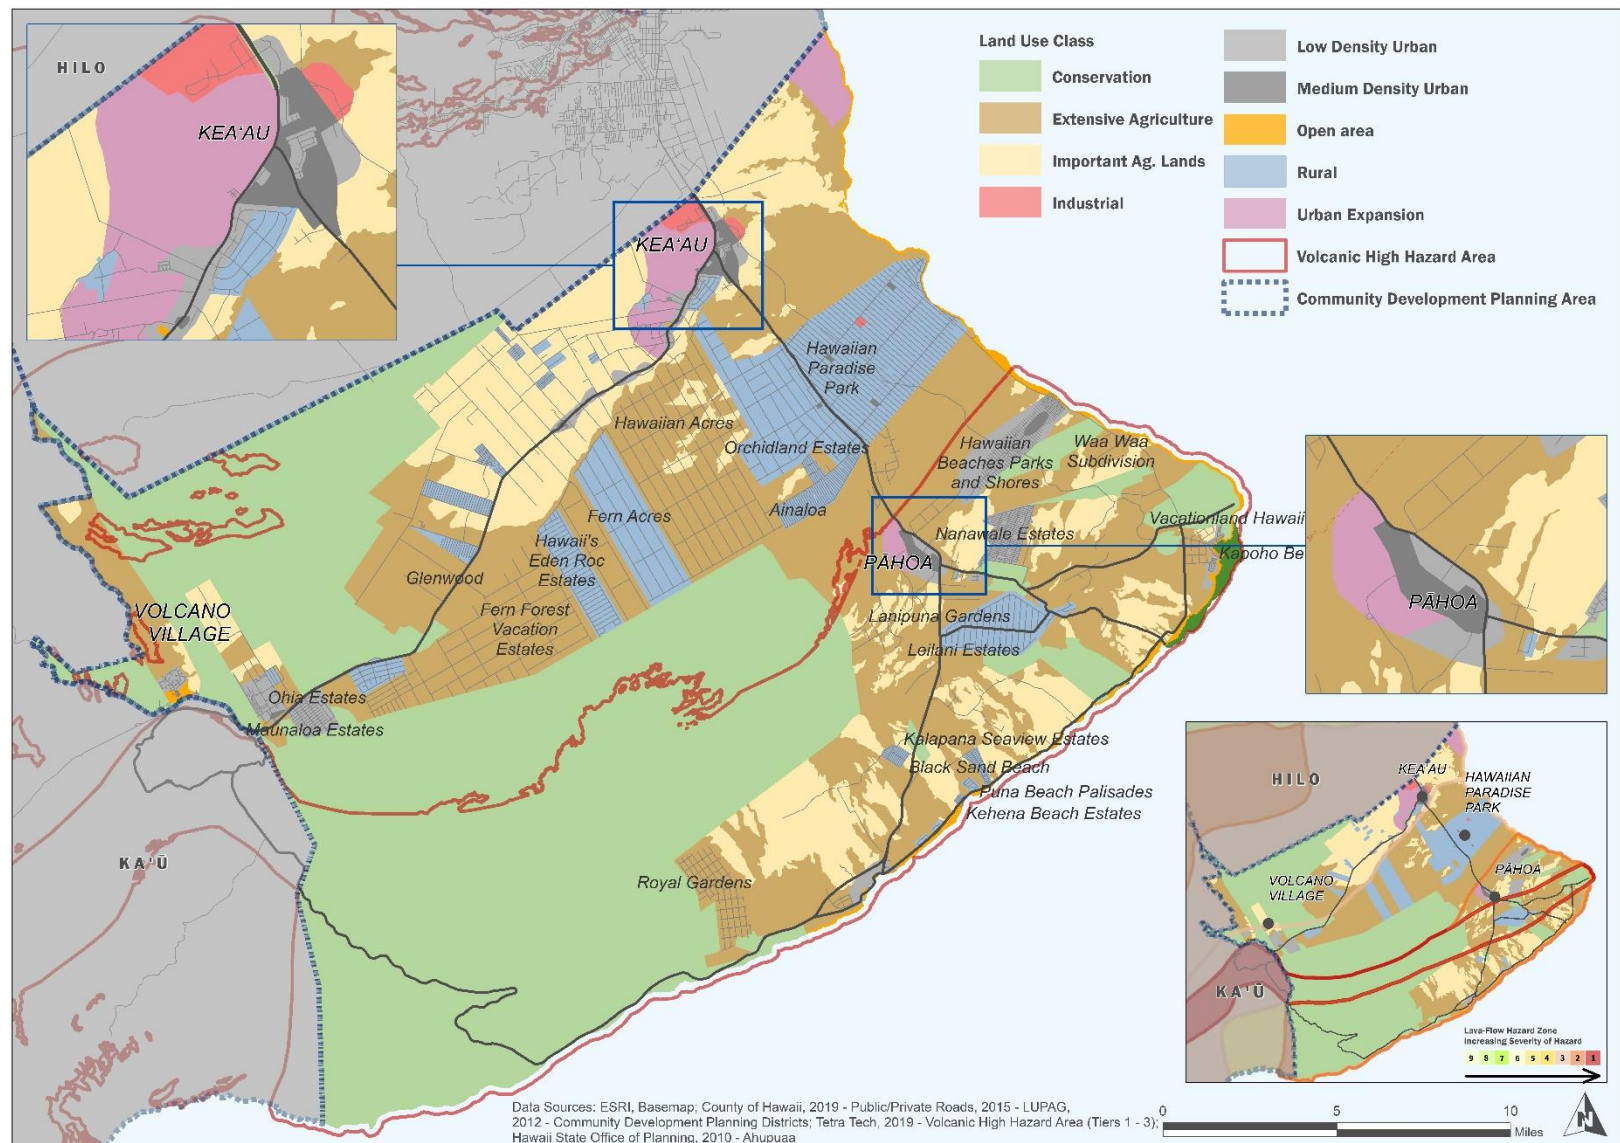 HILO
KEA'AU
Land Use Class
Conservation
Extensive Agriculture
Important Ag. Lands
Industrial
Low Density Urban
Medium Density Urban
Open area
Rural
Urban Expansion
Volcanic High Hazard Area
Community Development Planning Area
KEA'AU
Hawaiian
Paradise
Park
Hawaiian Acres
Orchidland Estates
Hawaiian
Beaches Parks
and Shores
Waa Waa
Subdivision
Ainaloa
Fern Acres
Hawaii's
Eden Roc
Estates
Glenwood
Fern Forest
Vacation
Estates
Nanawale Estates
Vacationland Hawaii
Kapoho Be
PĀHOA
Lanipuna Gardens
Leilani Estates
VOLCANO
VILLAGE
Ohia Estates
Maunaloa Estates
Kalapana Seaview Estates
Black Sand Beach
Puna Beach Palisades
Kehena Beach Estates
Royal Gardens
KA'Ū
PĀHOA
HILO
KEA'AU
HAWAIIAN
PARADISE
PARK
PĀHOA
VOLCANO
VILLAGE
KA'Ū
Lava-Flow Hazard Zone
Increasing Severity of Hazard
9 8 7 6 5 4 3 2 1
Data Sources: ESRI, Basemap; County of Hawaii, 2019 - Public/Private Roads, 2015 - LUPAG,
2012 - Community Development Planning Districts; Tetra Tech, 2019 - Volcanic High Hazard Area (Tiers 1 - 3);
Hawaii State Office of Planning, 2010 - Ahupuaa
0 5 10
Miles
N